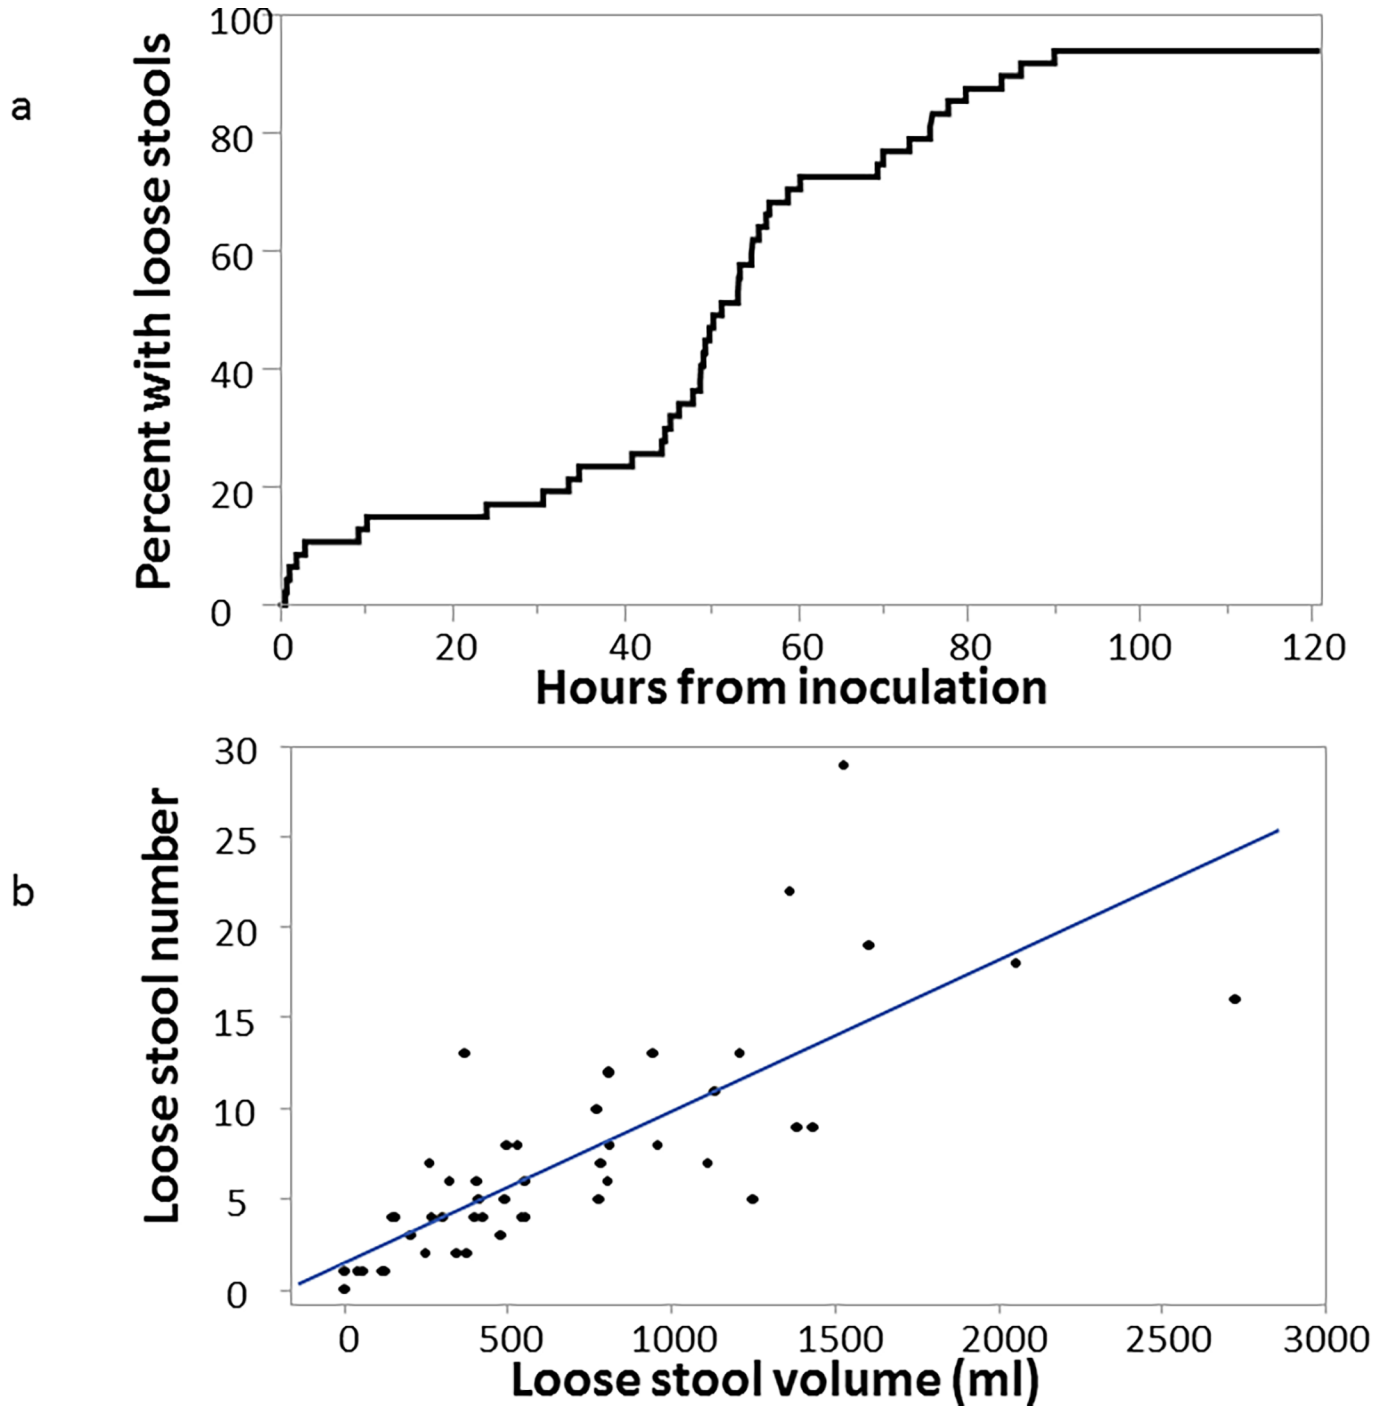 a
Percent with loose stools
100
80
60
40
20
0
0 20 40 60 80 100 120
Hours from inoculation
b
Loose stool number
30
25
20
15
10
5
0
0 500 1000 1500 2000 2500 3000
Loose stool volume (ml)